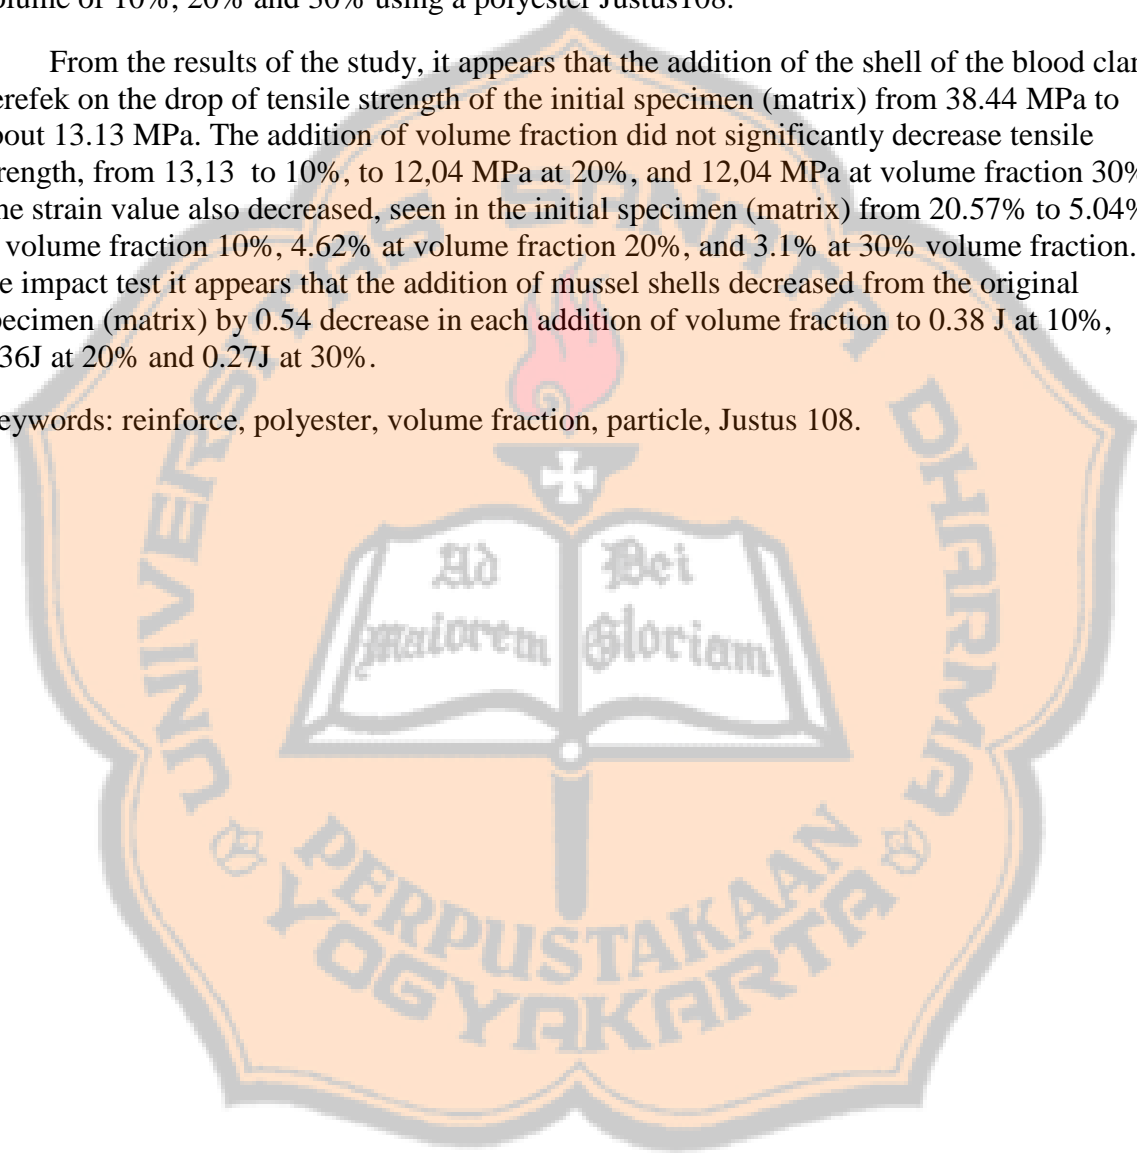 olume of 10%, 20% and 30% using a polyester Justus108.
From the results of the study, it appears that the addition of the shell of the blood clam
erefek on the drop of tensile strength of the initial specimen (matrix) from 38.44 MPa to
bout 13.13 MPa. The addition of volume fraction did not significantly decrease tensile
trength, from 13,13 to 10%, to 12,04 MPa at 20%, and 12,04 MPa at volume fraction 30%
he strain value also decreased, seen in the initial specimen (matrix) from 20.57% to 5.04%
volume fraction 10%, 4.62% at volume fraction 20%, and 3.1% at 30% volume fraction.
e impact test it appears that the addition of mussel shells decreased from the original
pecimen (matrix) by 0.54 decrease in each addition of volume fraction to 0.38 J at 10%,
36J at 20% and 0.27J at 30%.
eywords: reinforce, polyester, volume fraction, particle, Justus 108.
UNIVERSITAS SANATA DHARMA
Ad Dei
maiorem Gloriam
PERPUSTAKAAN
YOGYAKARTA